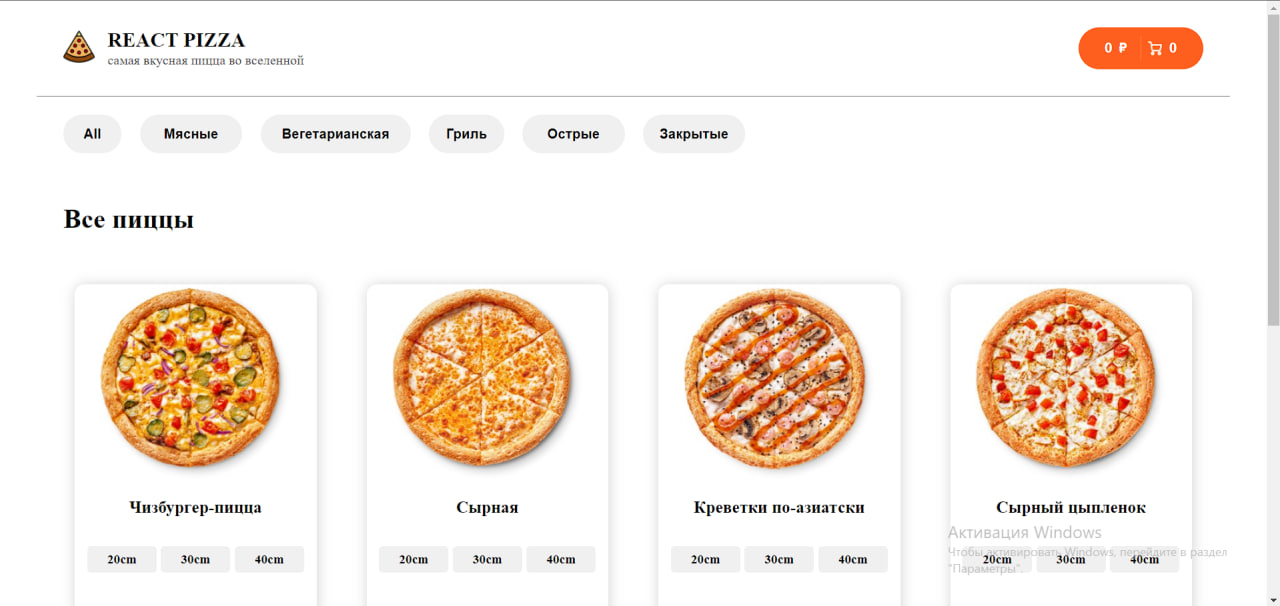 REACT PIZZA
самая вкусная пицца во вселенной
0 ₽ 0
All Мясные Вегетарианская Гриль Острые Закрытые
Все пиццы
Чизбургер-пицца Сырная Креветки по-азиатски Сырный цыпленок
Активация Windows
Чтобы активировать Windows, перейдите в раздел
"Параметры".
20cm 30cm 40cm 20cm 30cm 40cm 20cm 30cm 40cm 20cm 30cm 40cm